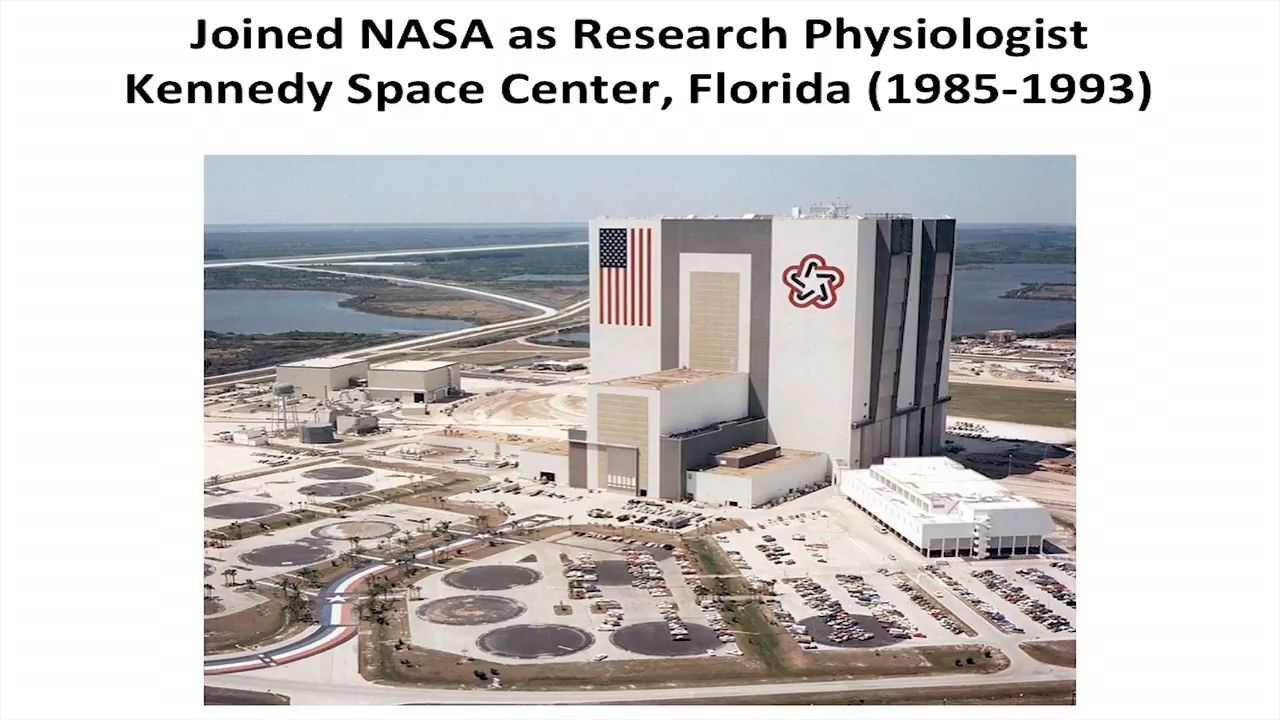 Joined NASA as Research Physiologist
Kennedy Space Center, Florida (1985-1993)